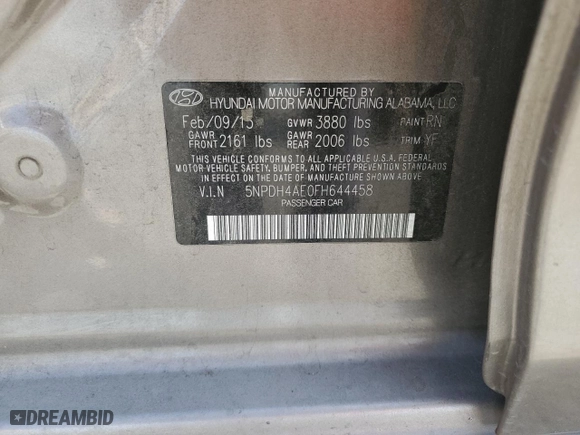 MANUFACTURED BY
HYUNDAI MOTOR MANUFACTURING ALABAMA, LLC
Feb/09/15 GVWR 3880 lbs PAINT RN
GAWR FRONT 2161 lbs GAWR REAR 2006 lbs TRIM YF
THIS VEHICLE CONFORMS TO ALL APPLICABLE U.S.A. FEDERAL
MOTOR VEHICLE SAFETY, BUMPER, AND THEFT PREVENTION STANDARDS
IN EFFECT ON THE DATE OF MANUFACTURE SHOWN ABOVE.
V.I.N 5NPDH4AE0FH644458
PASSENGER CAR
DREAMBID